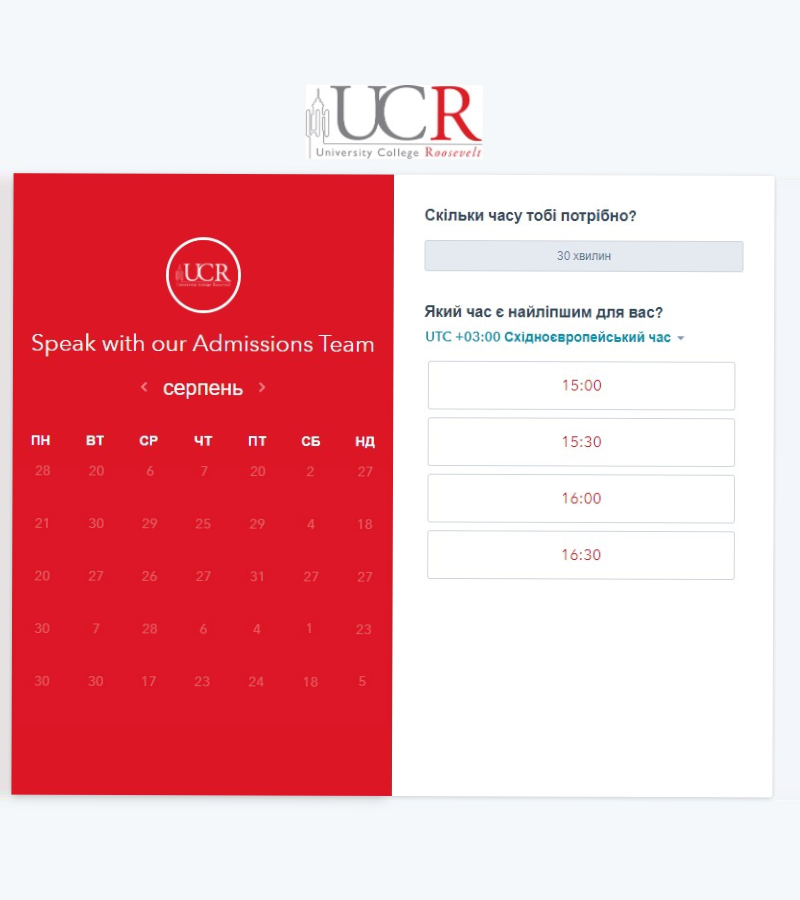 UCR
University College Roosevelt
UCR
Speak with our Admissions Team
серпень
ПН ВТ СР ЧТ ПТ СБ НД
28 20 6 7 20 2 27
21 30 29 25 29 4 18
20 27 26 27 31 27 27
30 7 28 6 4 1 23
30 30 17 23 24 18 5
Скільки часу тобі потрібно?
30 хвилин
Який час є найліпшим для вас?
UTC +03:00 Східноєвропейський час
15:00
15:30
16:00
16:30